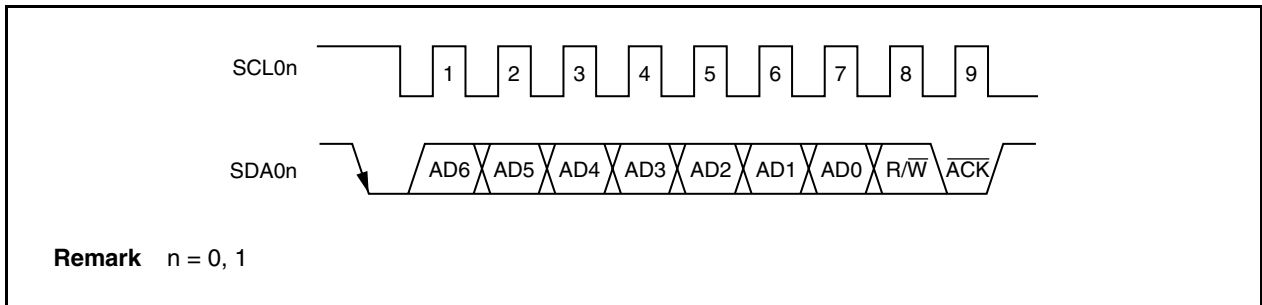 SCL0n 1 2 3 4 5 6 7 8 9
SDA0n AD6 AD5 AD4 AD3 AD2 AD1 AD0 R/W̅ A̅C̅K̅
Remark n = 0, 1